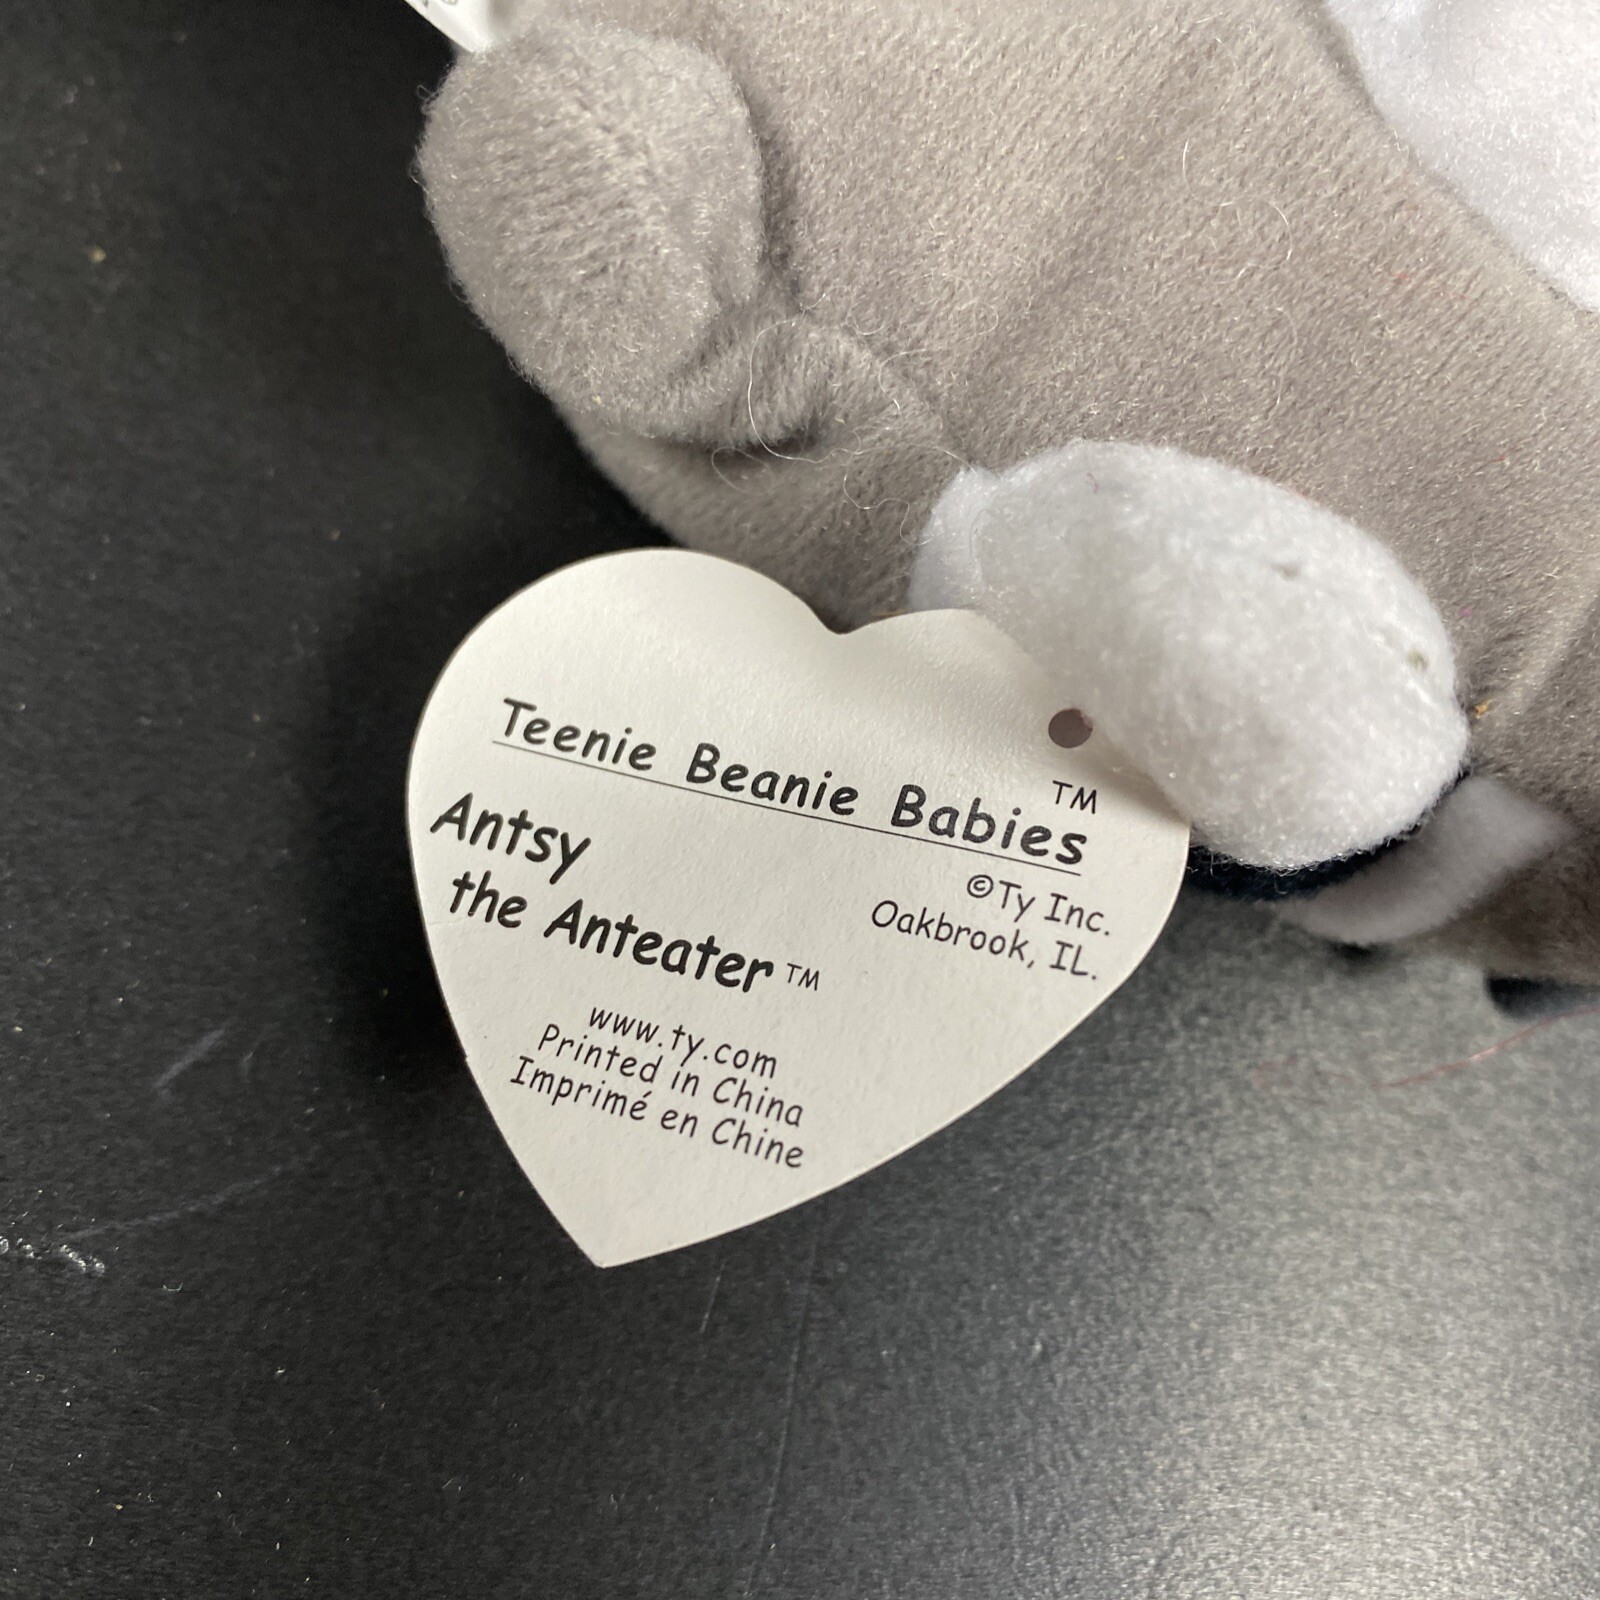 Teenie Beanie Babies™
Antsy
the Anteater™
©Ty Inc.
Oakbrook, IL.
www.ty.com
Printed in China
Imprimé en Chine